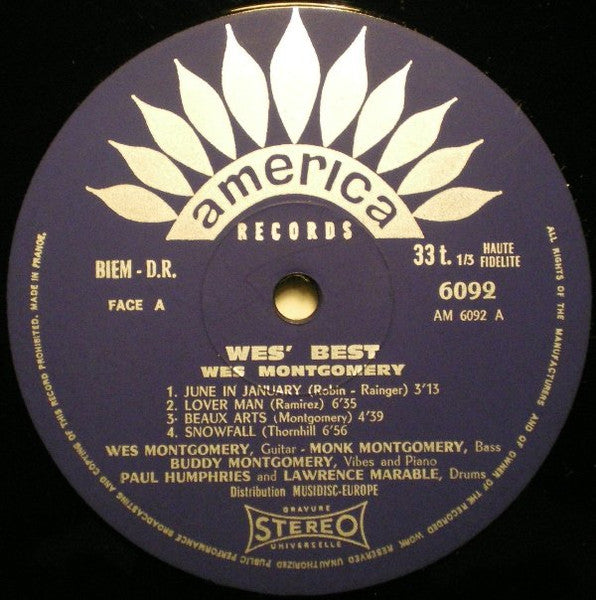 america
RECORDS
BIEM - D.R.
33 t. 1/3 HAUTE FIDELITE
FACE A
6092
AM 6092 A
WES' BEST
WES MONTGOMERY
1. JUNE IN JANUARY (Robin - Rainger) 3'13
2. LOVER MAN (Ramirez) 6'35
3. BEAUX ARTS (Montgomery) 4'39
4. SNOWFALL (Thornhill) 6'56
WES MONTGOMERY, Guitar - MONK MONTGOMERY, Bass
BUDDY MONTGOMERY, Vibes and Piano
PAUL HUMPHRIES and LAWRENCE MARABLE, Drums
Distribution MUSIDISC-EUROPE
GRAVURE
STEREO
UNIVERSELLE
ALL RIGHTS OF THE MANUFACTURERS AND OF OWNER OF THE RECORDED WORK RESERVED UNAUTHORIZED PUBLIC PERFORMANCE BROADCASTING AND COPYING OF THIS RECORD PROHIBITED. MADE IN FRANCE.